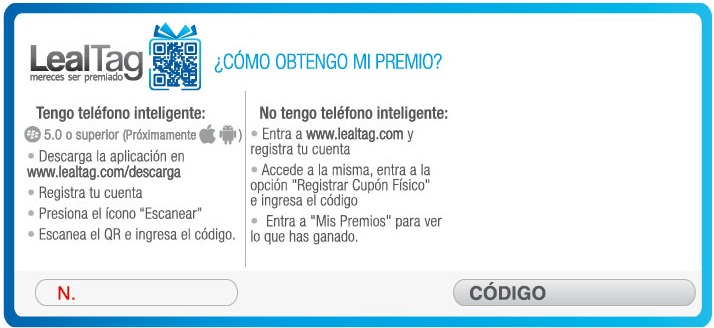 LealTag
mereces ser premiado
¿CÓMO OBTENGO MI PREMIO?
Tengo teléfono inteligente:
5.0 o superior (Próximamente )
• Descarga la aplicación en
www.lealtag.com/descarga
• Registra tu cuenta
• Presiona el ícono "Escanear"
• Escanea el QR e ingresa el código.
No tengo teléfono inteligente:
• Entra a www.lealtag.com y
registra tu cuenta
• Accede a la misma, entra a la
opción "Registrar Cupón Físico"
e ingresa el código
• Entra a "Mis Premios" para ver
lo que has ganado.
N.
CÓDIGO